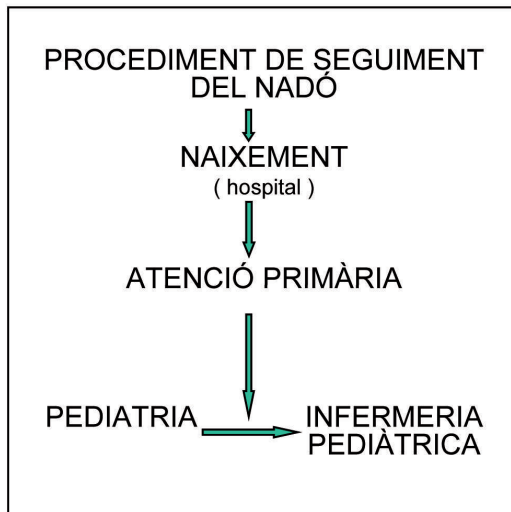 PROCEDIMENT DE SEGUIMENT
DEL NADÓ
NAIXEMENT
( hospital )
ATENCIÓ PRIMÀRIA
PEDIATRIA
INFERMERIA
PEDIÀTRICA